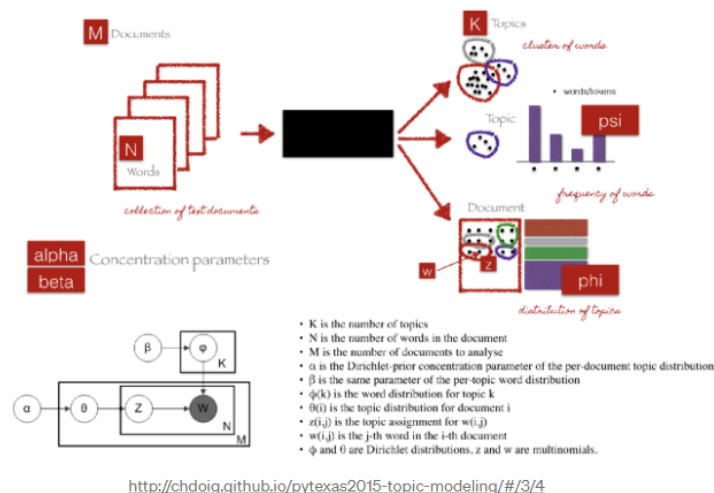 M Documents
N
Words
collection of text documents
K Topics
cluster of words
• words/tokens
Topic
psi
frequency of words
Document
w
z
phi
distribution of topics
alpha
beta
Concentration parameters
β
φ
K
α
θ
Z
W
N
M
• K is the number of topics
• N is the number of words in the document
• M is the number of documents to analyse
• α is the Dirichlet-prior concentration parameter of the per-document topic distribution
• β is the same parameter of the per-topic word distribution
• ϕ(k) is the word distribution for topic k
• θ(i) is the topic distribution for document i
• z(i,j) is the topic assignment for w(i,j)
• w(i,j) is the j-th word in the i-th document
• ϕ and θ are Dirichlet distributions, z and w are multinomials.
http://chdoig.github.io/pytexas2015-topic-modeling/#/3/4